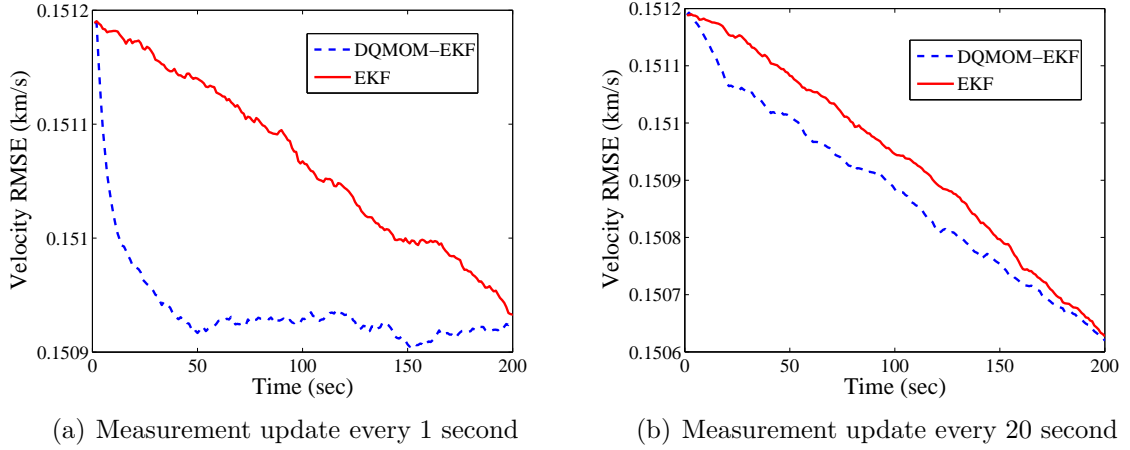 0.1512
0.1511
0.151
0.1509
Velocity RMSE (km/s)
DQMOM−EKF
EKF
0
50
100
150
200
Time (sec)
(a) Measurement update every 1 second
0.1512
0.1511
0.151
0.1509
0.1508
0.1507
0.1506
Velocity RMSE (km/s)
DQMOM−EKF
EKF
0
50
100
150
200
Time (sec)
(b) Measurement update every 20 second